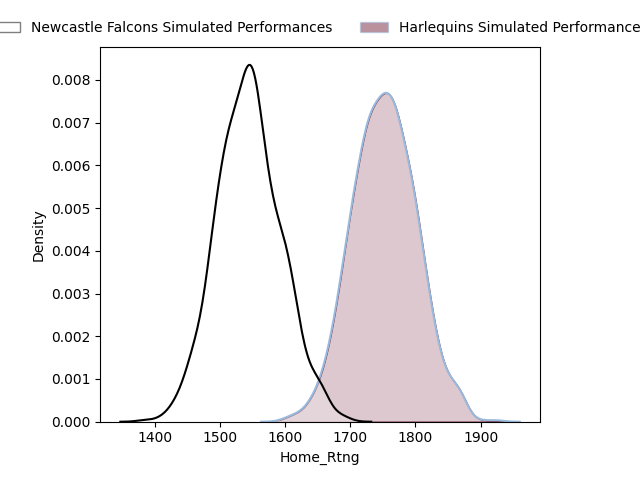 Newcastle Falcons Simulated Performances
Harlequins Simulated Performance
0.008
0.007
0.006
0.005
0.004
0.003
0.002
0.001
0.000
Density
1400 1500 1600 1700 1800 1900
Home_Rtng